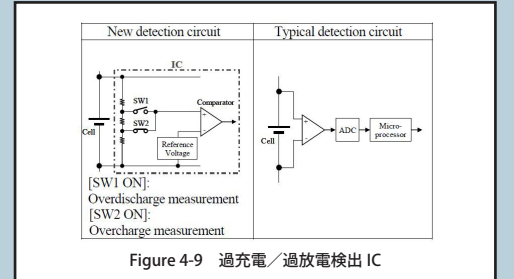 New detection circuit
Typical detection circuit
IC
SW1
Comparator
SW2
Cell
Reference
Voltage
+
-
[SW1 ON]:
Overdischarge measurement
[SW2 ON]:
Overcharge measurement
Cell
+
-
ADC
Micro-
processor
Figure 4-9 過充電／過放電検出 IC